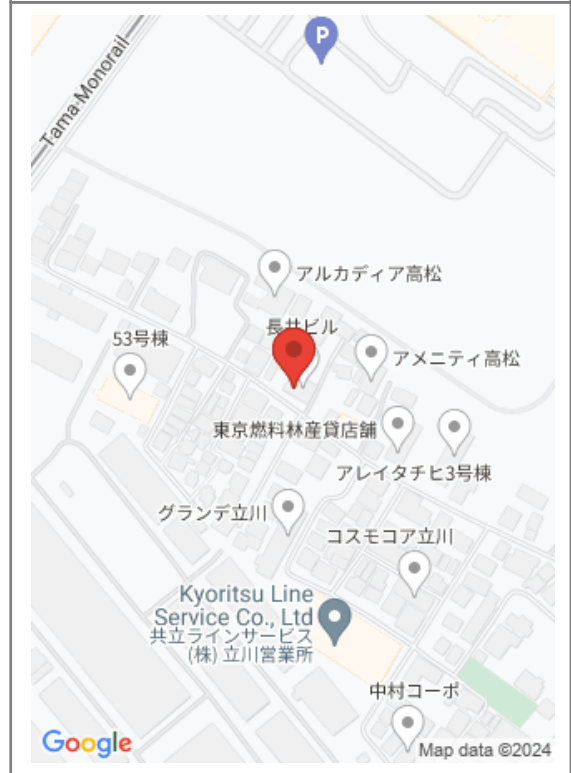 P
Tama-Monorail
アルカディア高松
長井ビル
53号棟
アメニティ高松
東京燃料林産貸店舗
アレイタチヒ3号棟
グランデ立川
コスモコア立川
Kyoritsu Line
Service Co., Ltd
共立ラインサービス
(株) 立川営業所
中村コーポ
Google
Map data ©2024